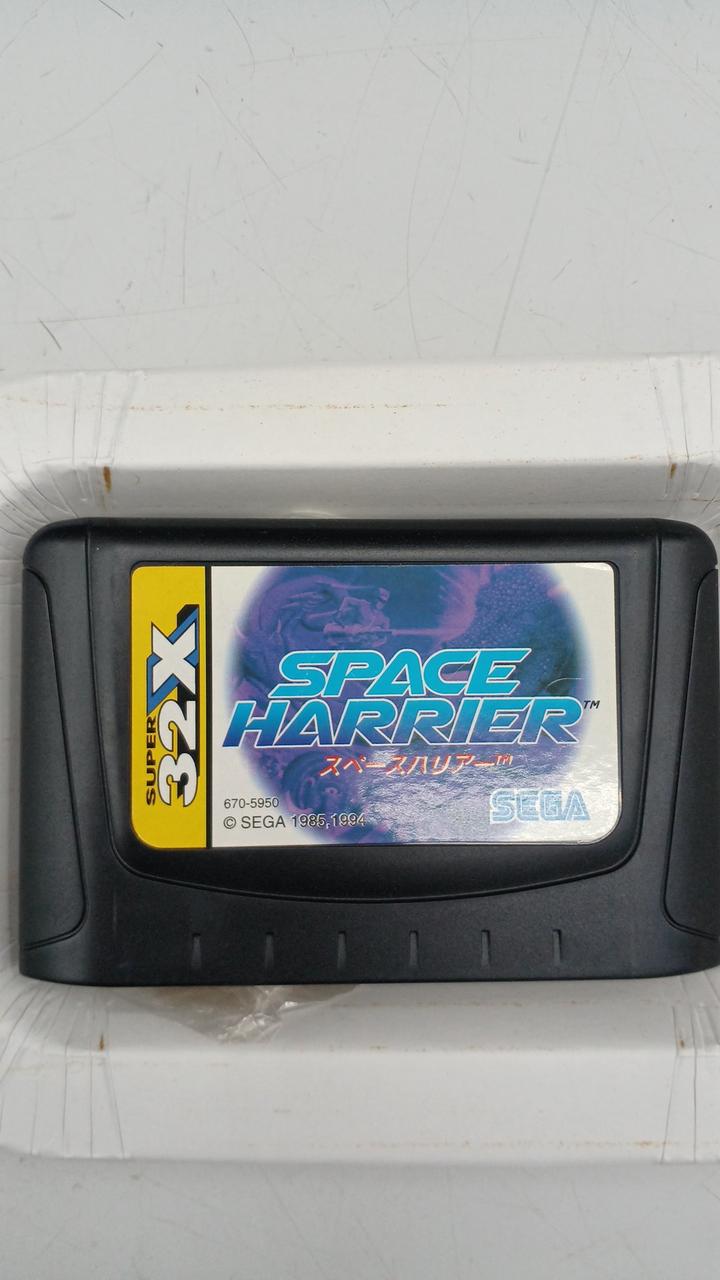 SUPER 32X
SPACE
HARRIER™
スペースハリアー™
670-5950
© SEGA 1985,1994
SEGA